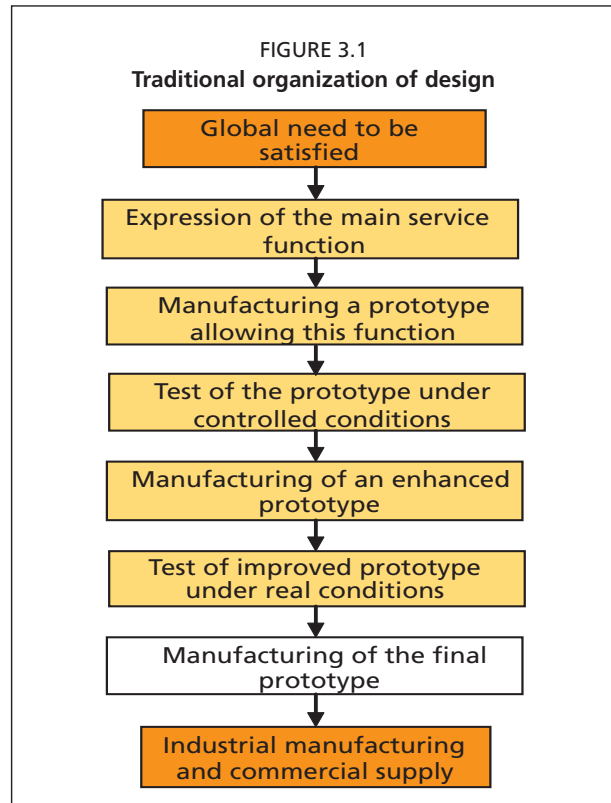 FIGURE 3.1
Traditional organization of design
Global need to be
satisfied
Expression of the main service
function
Manufacturing a prototype
allowing this function
Test of the prototype under
controlled conditions
Manufacturing of an enhanced
prototype
Test of improved prototype
under real conditions
Manufacturing of the final
prototype
Industrial manufacturing
and commercial supply